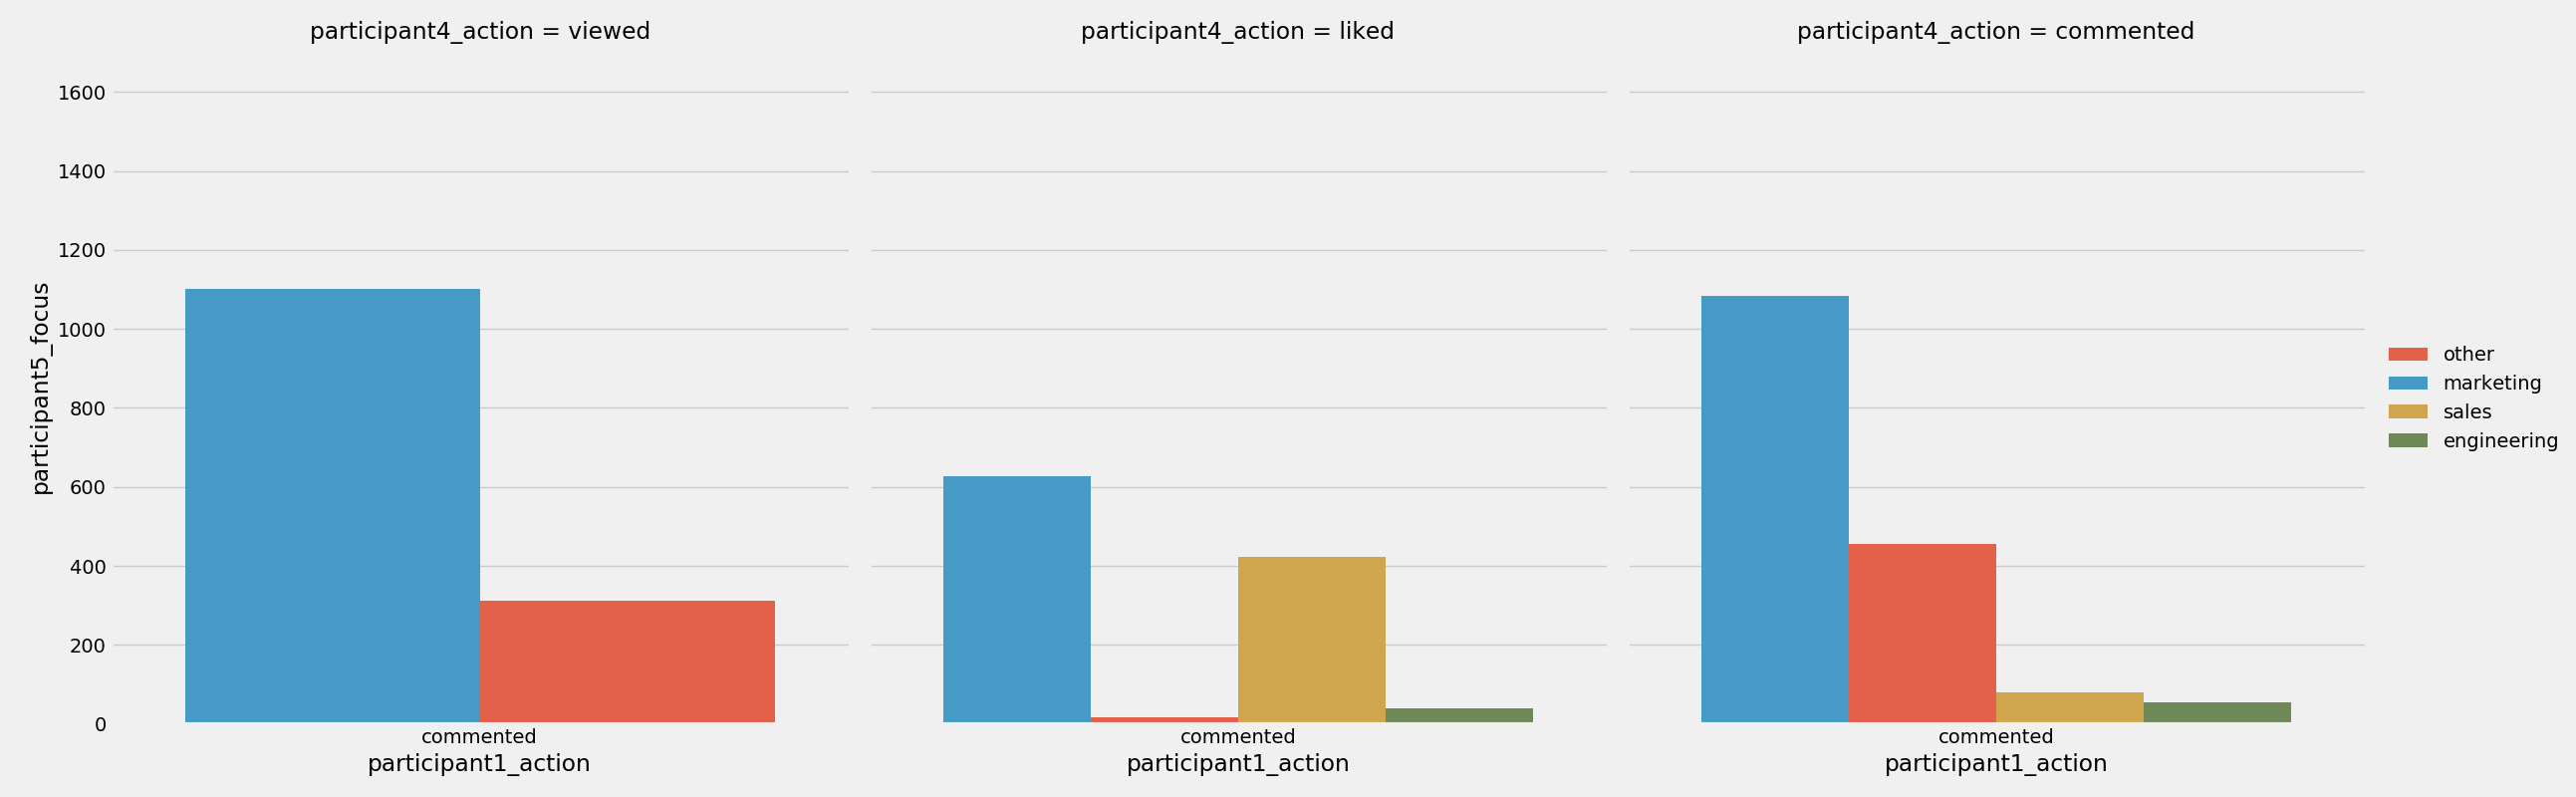 participant4_action = viewed
participant4_action = liked
participant4_action = commented
participant5_focus
1600
1400
1200
1000
800
600
400
200
0
commented
commented
commented
participant1_action
participant1_action
participant1_action
other
marketing
sales
engineering